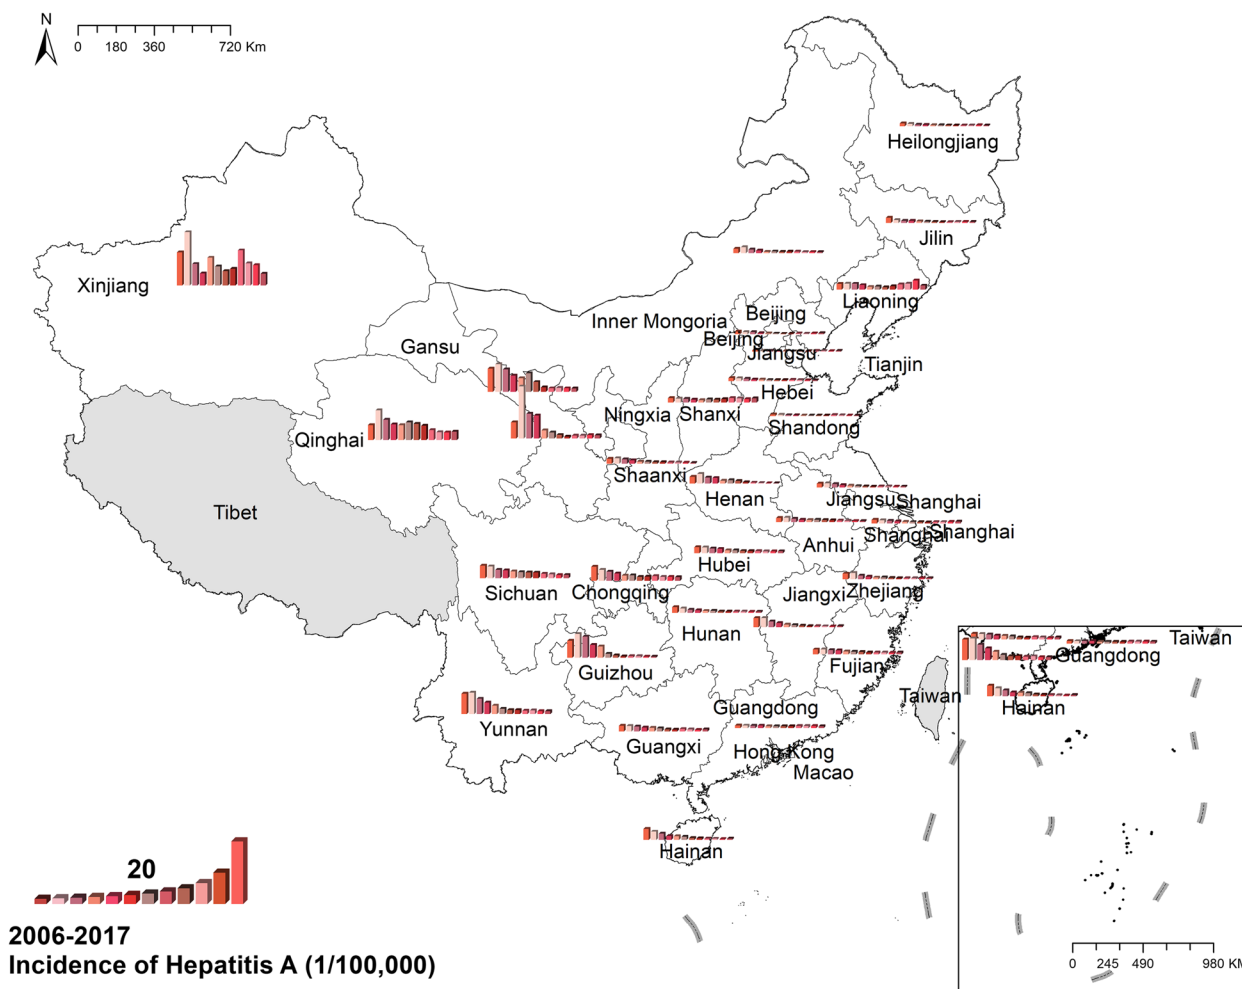 N
0 180 360 720 Km
Heilongjiang
Jilin
Xinjiang
Liaoning
Inner Mongoria
Beijing
Beijing
Jiangsu
Gansu
Tianjin
Hebei
Ningxia
Shanxi
Shandong
Qinghai
Shaanxi
Henan
Jiangsu
Shanghai
Tibet
Shanghai
Shanghai
Anhui
Hubei
Sichuan
Chongqing
Jiangxi
Zhejiang
Hunan
Fujian
Guizhou
Taiwan
Guangdong
Yunnan
Guangxi
Hong Kong
Macao
Hainan
Taiwan
Guangdong
Hainan
0 245 490 980 KM
20
2006-2017
Incidence of Hepatitis A (1/100,000)